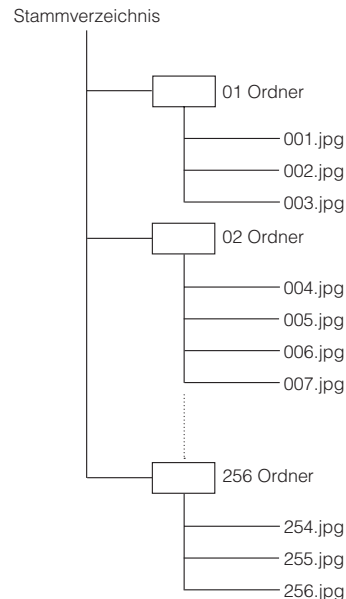 Stammverzeichnis
01 Ordner
001.jpg
002.jpg
003.jpg
02 Ordner
004.jpg
005.jpg
006.jpg
007.jpg
256 Ordner
254.jpg
255.jpg
256.jpg